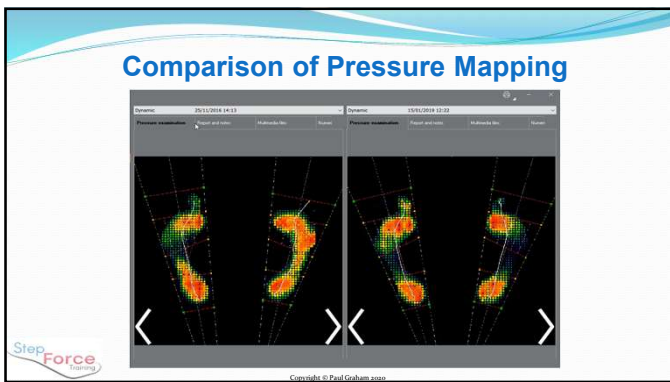 Comparison of Pressure Mapping
Dynamic: 25/11/2016 14:13
Dynamic: 15/01/2019 12:22
Pressure examination Report and notes Multimedia files Footer
Pressure examination Report and notes Multimedia files
Step Force
Training
Copyright © Paul Graham 2020